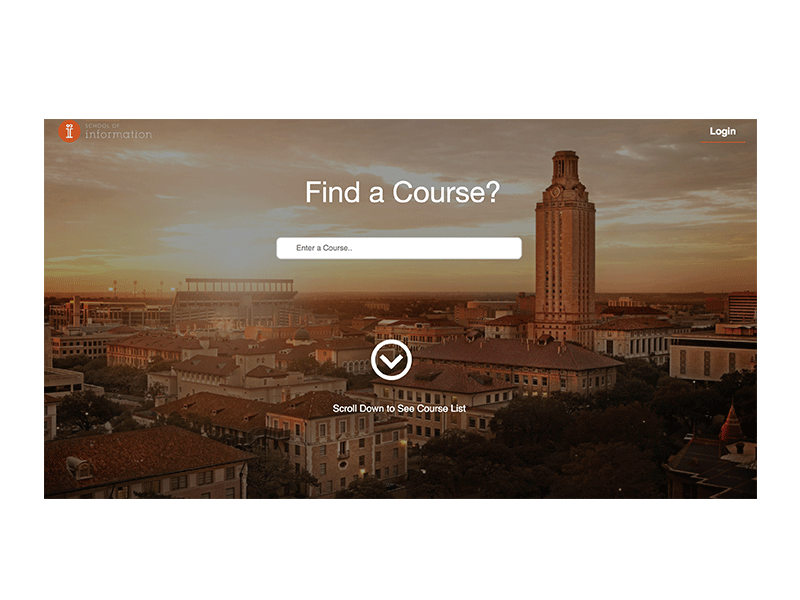 SCHOOL OF
information
Login
Find a Course?
Enter a Course..
Scroll Down to See Course List